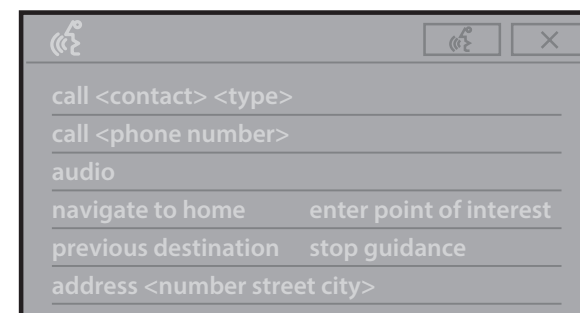 call <contact> <type>
call <phone number>
audio
navigate to home enter point of interest
previous destination stop guidance
address <number street city>